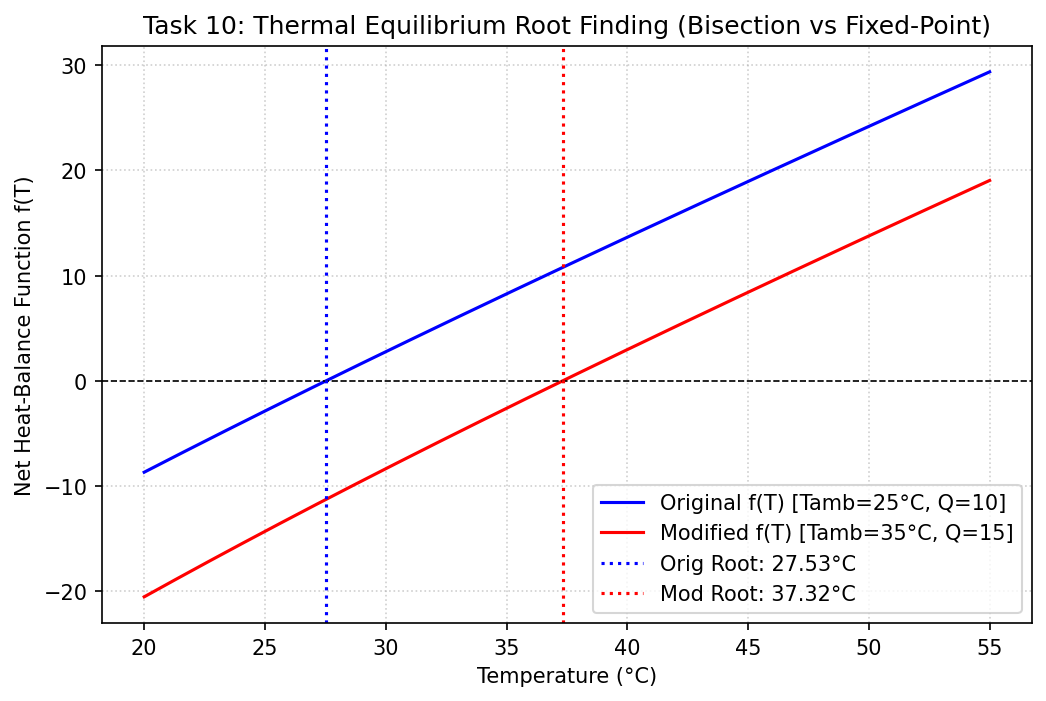 Task 10: Thermal Equilibrium Root Finding (Bisection vs Fixed-Point)
Net Heat-Balance Function f(T)
30
20
10
0
−10
−20
Original f(T) [Tamb=25°C, Q=10]
Modified f(T) [Tamb=35°C, Q=15]
Orig Root: 27.53°C
Mod Root: 37.32°C
20 25 30 35 40 45 50 55
Temperature (°C)